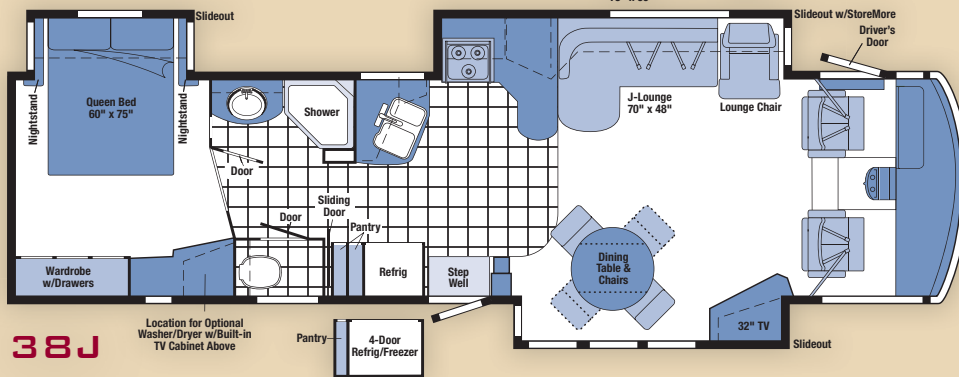 Slideout
Slideout w/StoreMore
Driver's
Door
Nightstand
Queen Bed
60" x 75"
Nightstand
Shower
J-Lounge
70" x 48"
Lounge Chair
Door
Sliding
Door
Door
Pantry
Wardrobe
w/Drawers
Refrig
Step
Well
Dining
Table &
Chairs
32" TV
Location for Optional
Washer/Dryer w/Built-in
TV Cabinet Above
Pantry
4-Door
Refrig/Freezer
Slideout
38J